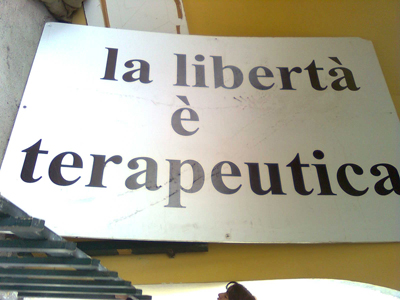 la libertà
è
terapeutica